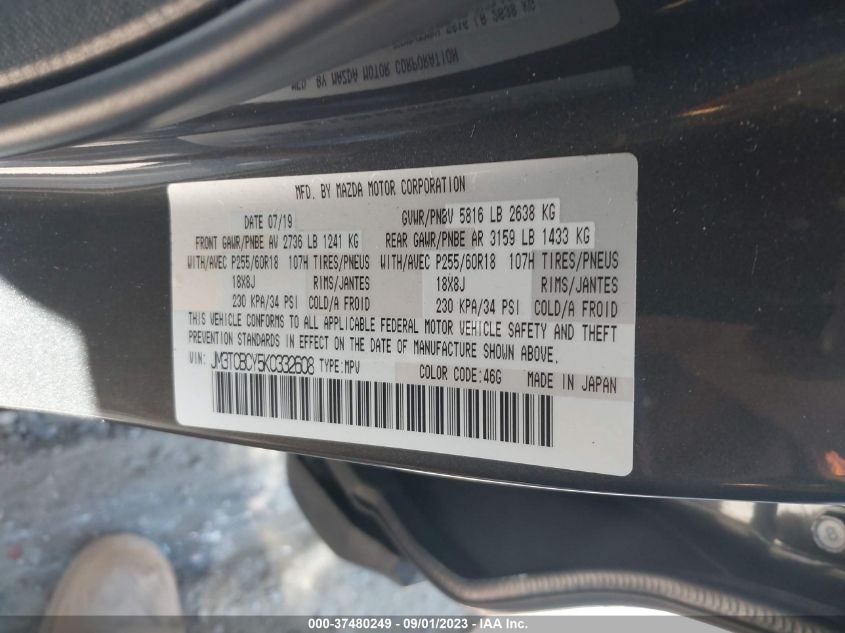 MFD. BY MAZDA MOTOR CORPORATION
MFD. BY MAZDA MOTOR CORPORATION
DATE 07/19 GVWR/PNBV 5816 LB 2638 KG
FRONT GAWR/PNBE AV 2736 LB 1241 KG REAR GAWR/PNBE AR 3159 LB 1433 KG
WITH/AVEC P255/60R18 107H TIRES/PNEUS WITH/AVEC P255/60R18 107H TIRES/PNEUS
18X8J RIMS/JANTES 18X8J RIMS/JANTES
230 KPA/34 PSI COLD/A FROID 230 KPA/34 PSI COLD/A FROID
THIS VEHICLE CONFORMS TO ALL APPLICABLE FEDERAL MOTOR VEHICLE SAFETY AND THEFT
PREVENTION STANDARDS IN EFFECT ON THE DATE OF MANUFACTURE SHOWN ABOVE.
VIN: JM3TCBCY5K0332608 TYPE:MPV
COLOR CODE:46G MADE IN JAPAN
000-37480249 - 09/01/2023 - IAA Inc.